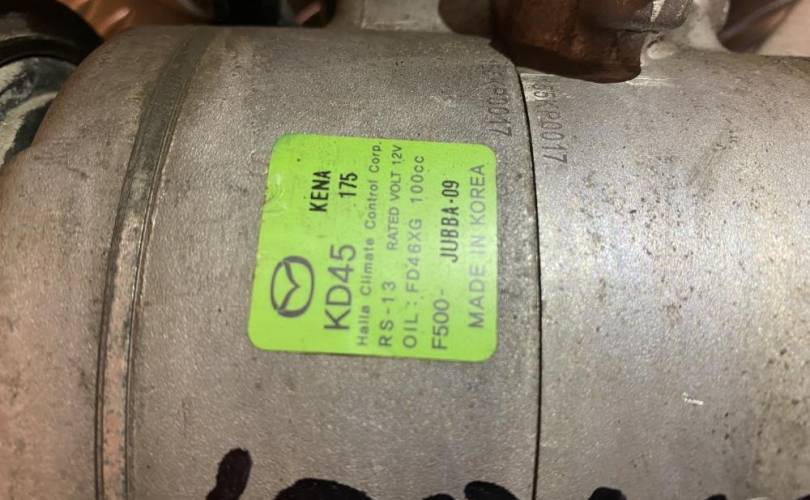 KENA
KD45 175
Halla Climate Control Corp.
RS-13 RATED VOLT 12V
OIL : FD46XG 100cc
F500- JUBBA-09
MADE IN KOREA